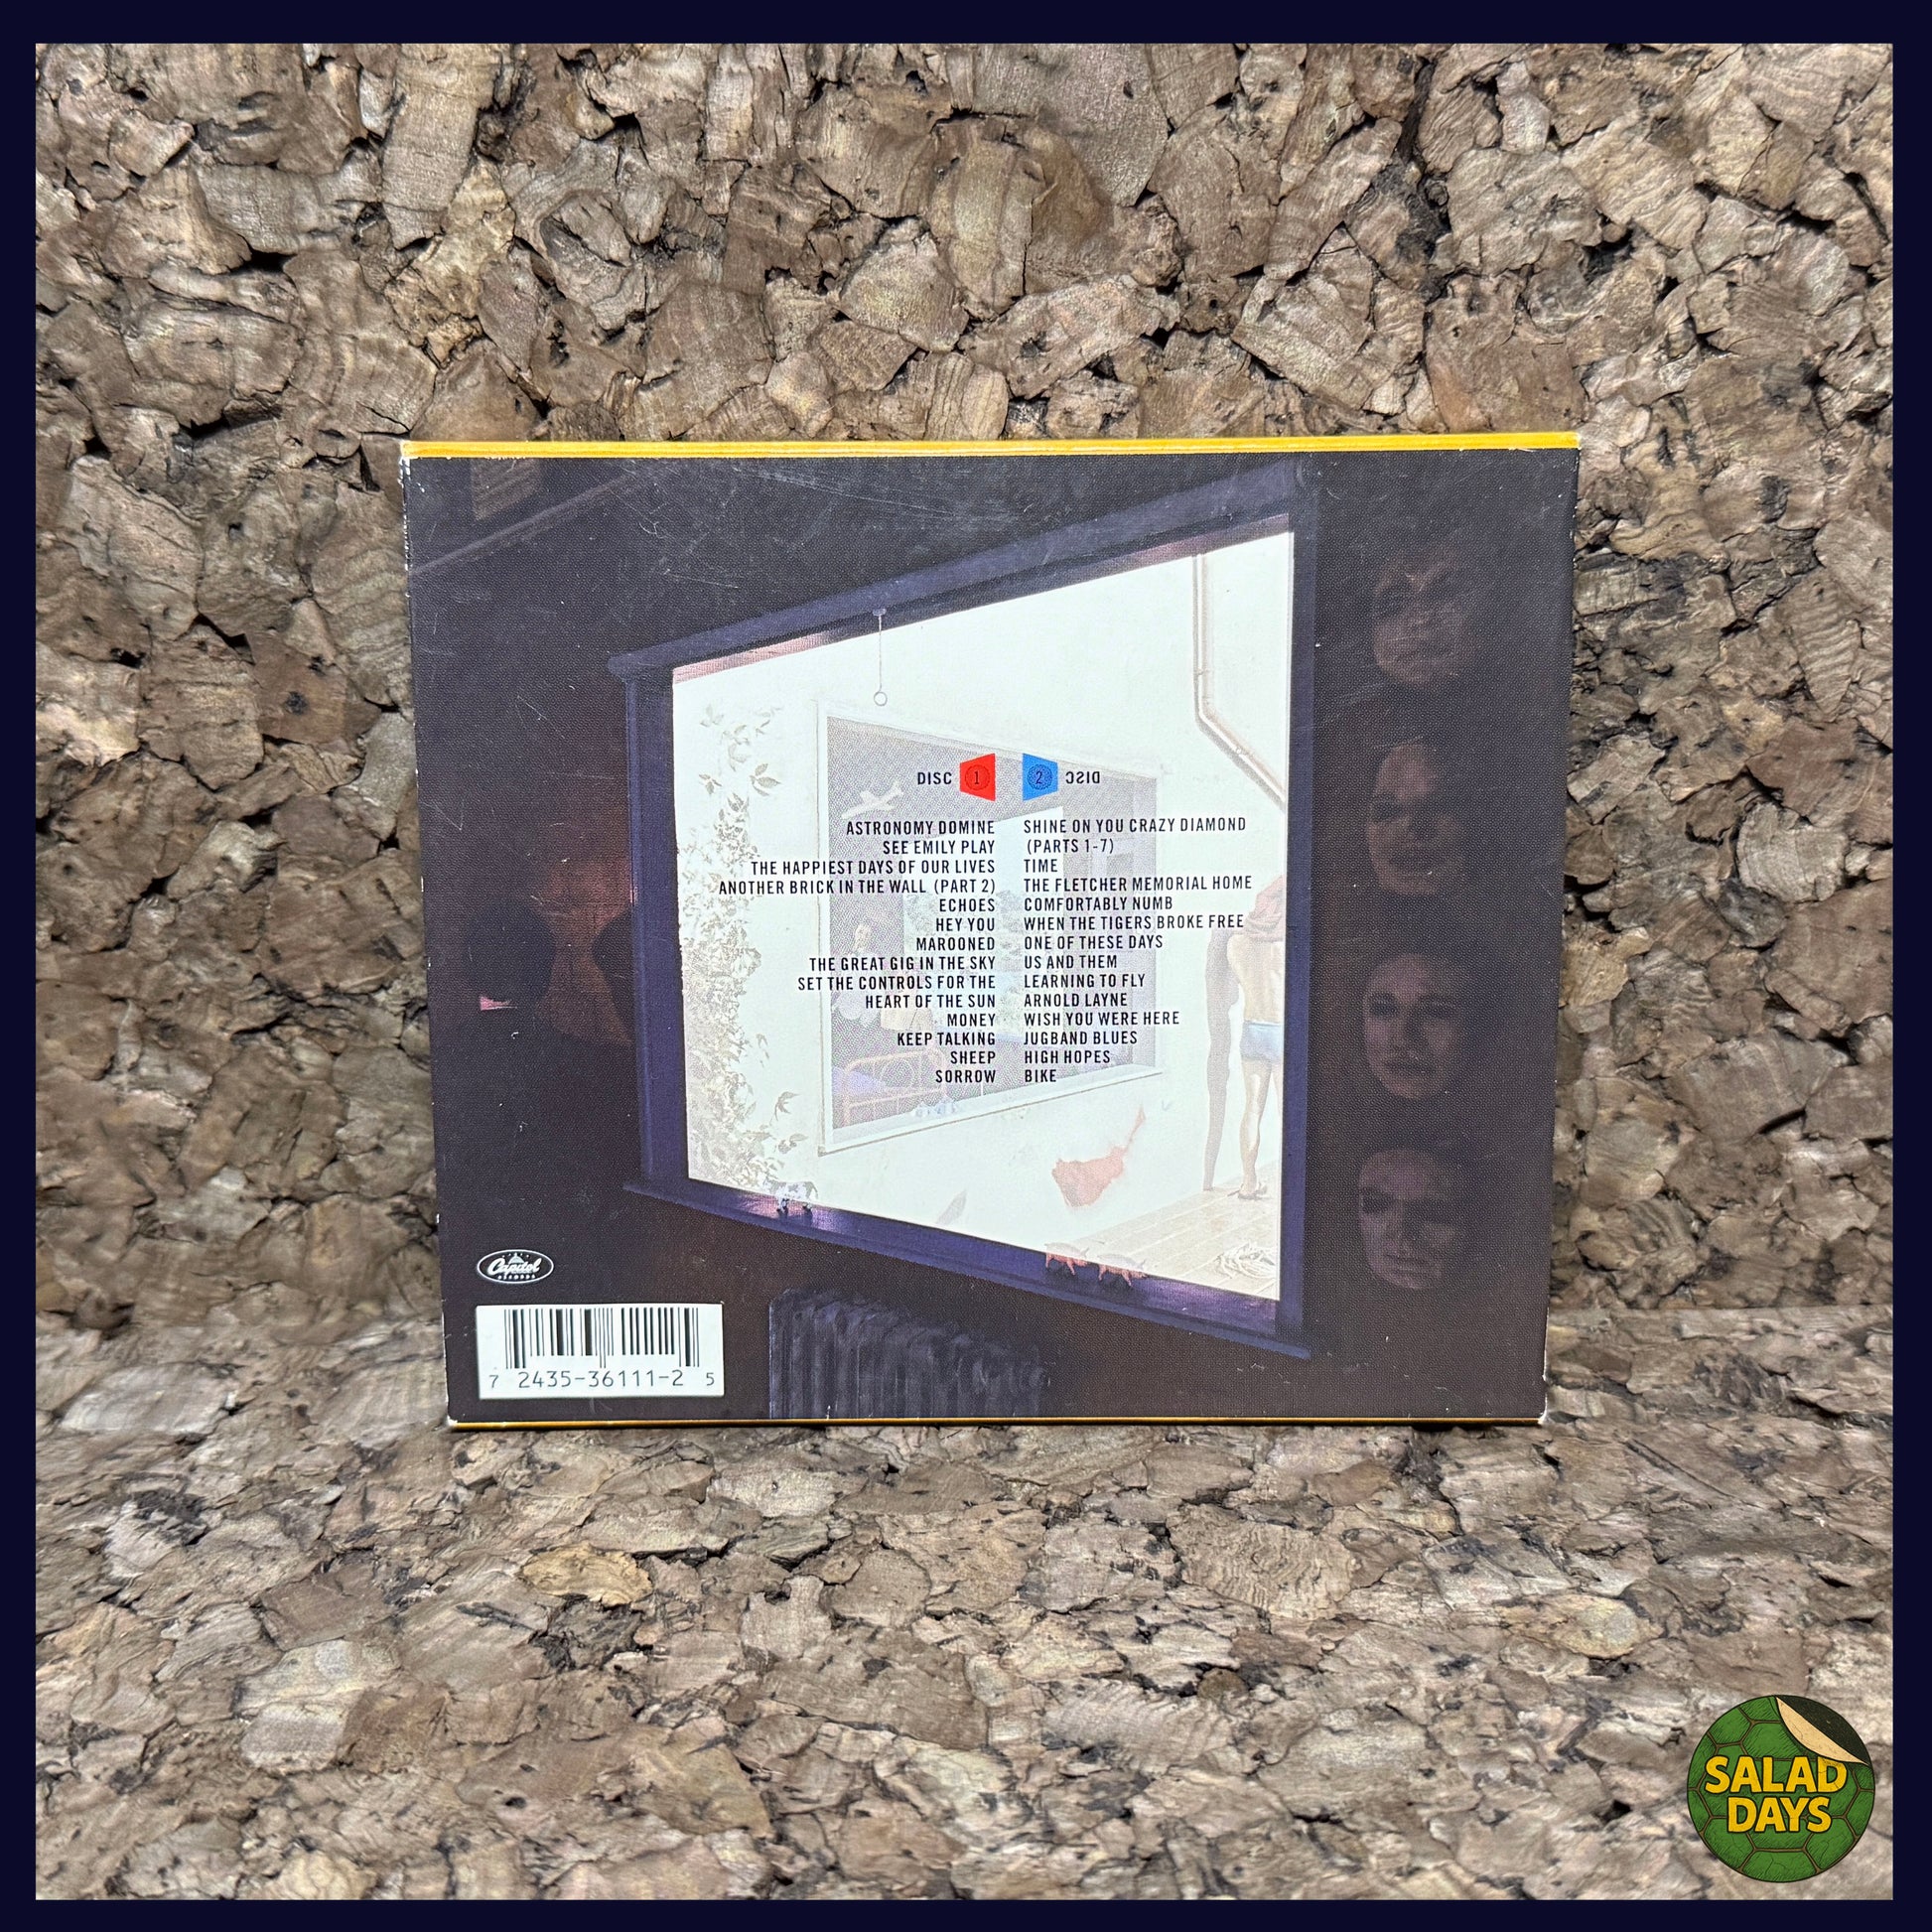 DISC 1
2 DISC
ASTRONOMY DOMINE
SEE EMILY PLAY
THE HAPPIEST DAYS OF OUR LIVES
ANOTHER BRICK IN THE WALL (PART 2)
ECHOES
HEY YOU
MAROONED
THE GREAT GIG IN THE SKY
SET THE CONTROLS FOR THE
HEART OF THE SUN
MONEY
KEEP TALKING
SHEEP
SORROW
SHINE ON YOU CRAZY DIAMOND
(PARTS 1-7)
TIME
THE FLETCHER MEMORIAL HOME
COMFORTABLY NUMB
WHEN THE TIGERS BROKE FREE
ONE OF THESE DAYS
US AND THEM
LEARNING TO FLY
ARNOLD LAYNE
WISH YOU WERE HERE
JUGBAND BLUES
HIGH HOPES
BIKE
Capitol
RECORDS
7 2435-36111-2 5
SALAD
DAYS